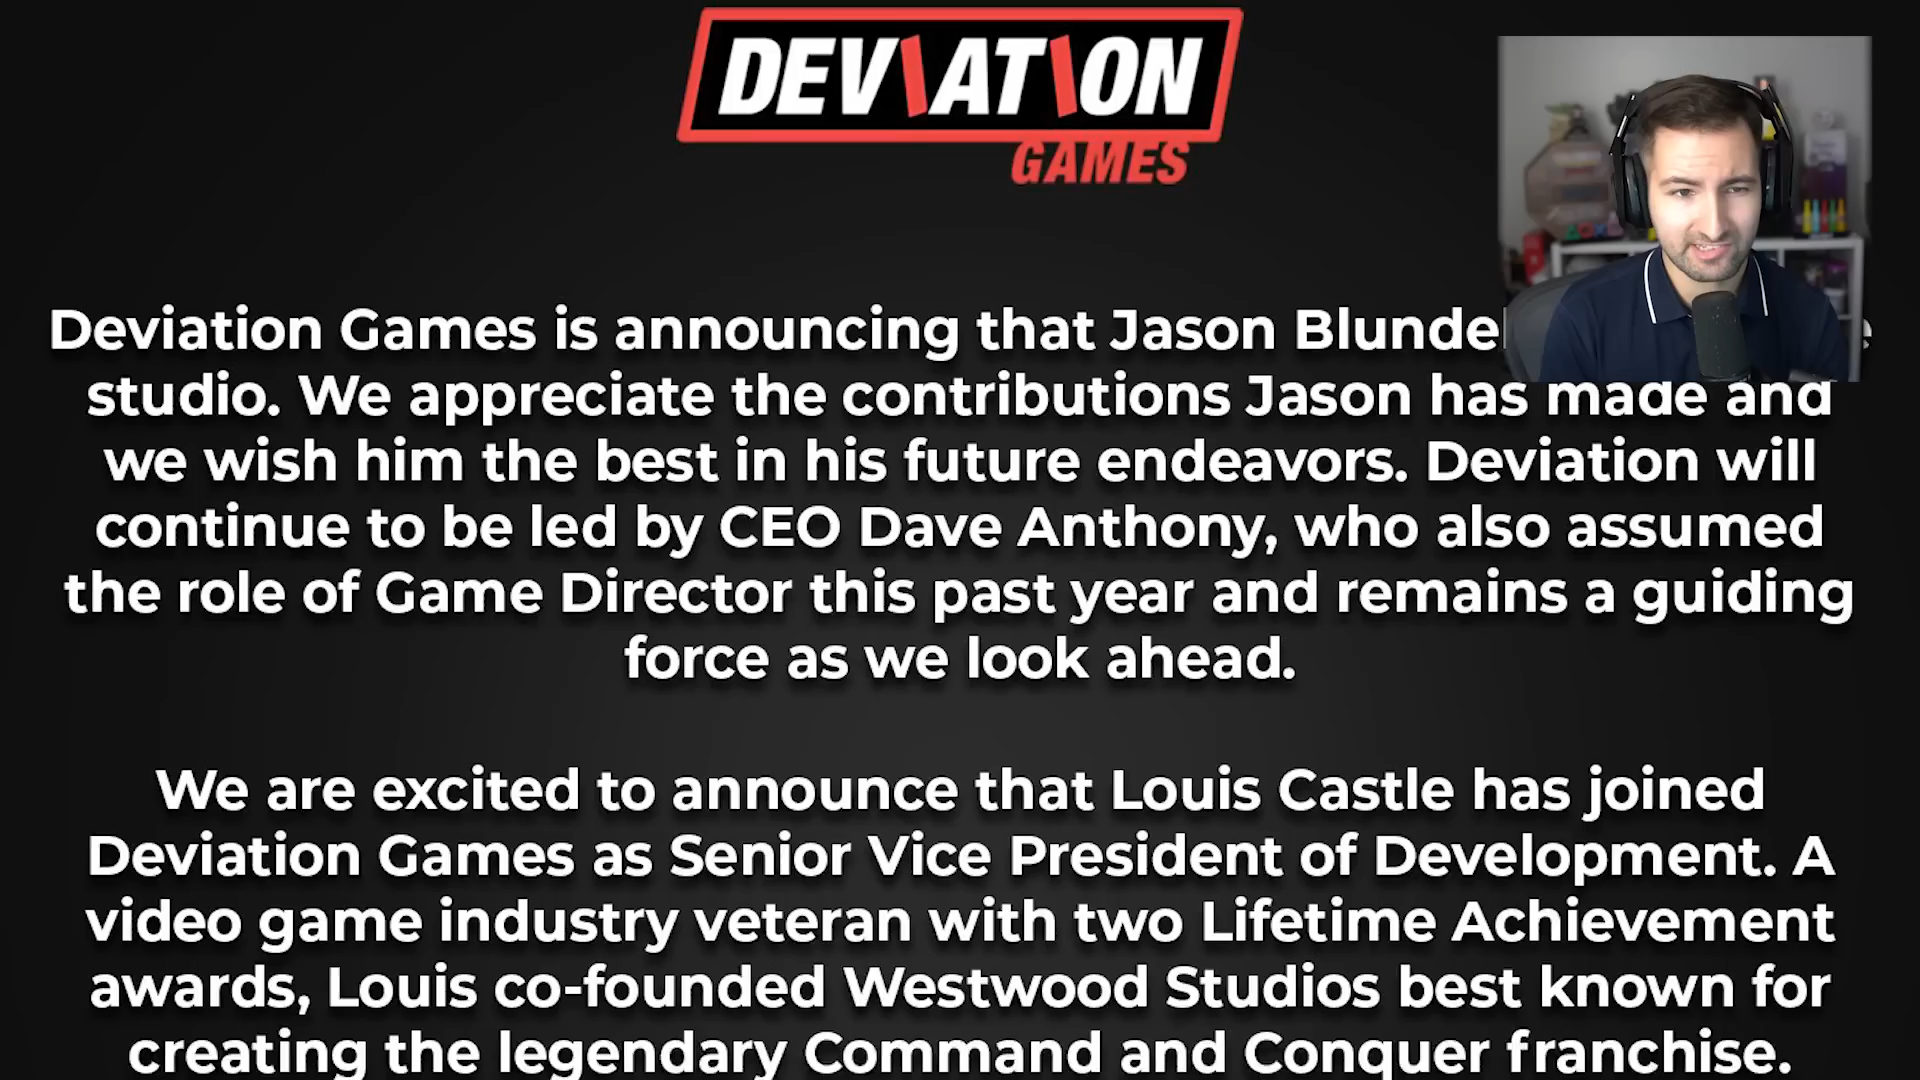 DEVIATION
GAMES
Deviation Games is announcing that Jason
studio. We appreciate the contributions Jason has made and
we wish him the best in his future endeavors. Deviation will
continue to be led by CEO Dave Anthony, who also assumed
the role of Game Director this past year and remains a guiding
force as we look ahead.
We are excited to announce that Louis Castle has joined
Deviation Games as Senior Vice President of Development. A
video game industry veteran with two Lifetime Achievement
awards, Louis co-founded Westwood Studios best known for
creating the legendary Command and Conquer franchise.